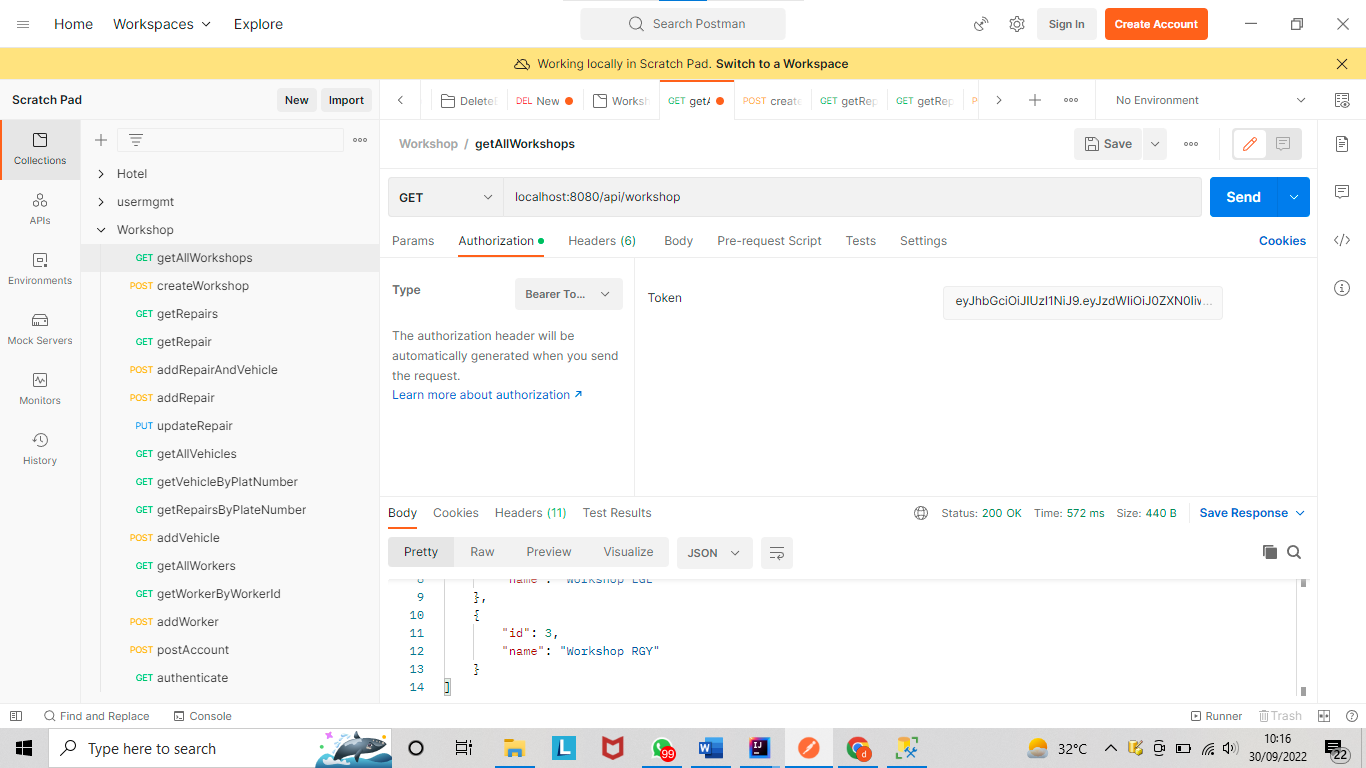 Home Workspaces Explore Search Postman Sign In Create Account
Working locally in Scratch Pad. Switch to a Workspace
Scratch Pad New Import
Delete DEL New Worksh GET getA POST create GET getRep GET getRep No Environment
Collections
APIs
Environments
Mock Servers
Monitors
History
Hotel
usermgmt
Workshop
GET getAllWorkshops
POST createWorkshop
GET getRepairs
GET getRepair
POST addRepairAndVehicle
POST addRepair
PUT updateRepair
GET getAllVehicles
GET getVehicleByPlatNumber
GET getRepairsByPlateNumber
POST addVehicle
GET getAllWorkers
GET getWorkerByWorkerId
POST addWorker
POST postAccount
GET authenticate
Workshop / getAllWorkshops Save
GET localhost:8080/api/workshop Send
Params Authorization Headers (6) Body Pre-request Script Tests Settings Cookies
Type Bearer To...
The authorization header will be
automatically generated when you send
the request.
Learn more about authorization ↗
Token
Body Cookies Headers (11) Test Results Status: 200 OK Time: 572 ms Size: 440 B Save Response
Pretty Raw Preview Visualize JSON
8 "name": "Workshop LGE"
9 },
10 {
11 "id": 3,
12 "name": "Workshop RGY"
13 }
14 ]
Find and Replace Console Runner Trash
Type here to search L W IJ 99 d 32°C 10:16
30/09/2022 22